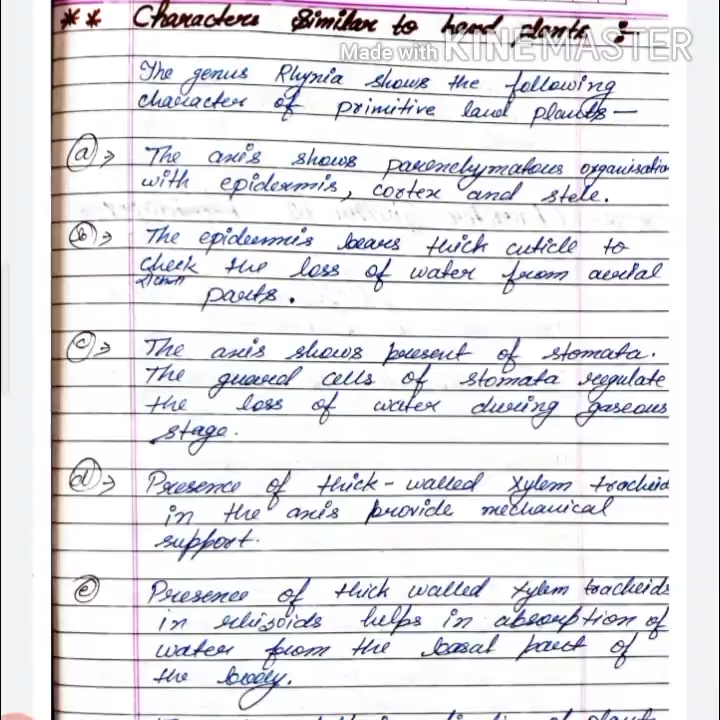 ** Characters Similar to land plants :-
Made with KINEMASTER
The genus Rhynia shows the following
character of primitive land plants —
(a) ⇒ The axis shows parenchymatous organisatio
with epidermis, cortex and stele.
(b) ⇒ The epidermis bears thick cuticle to
check the loss of water from aerial
parts.
(c) ⇒ The axis shows present of stomata.
The guard cells of stomata regulate
the loss of water during gaseous
stage.
(d) ⇒ Presence of thick-walled xylem tracheid
in the axis provide mechanical
support.
(e) Presence of thick walled xylem tracheids
in rhizoids helps in absorption of
water from the basal part of
the body.